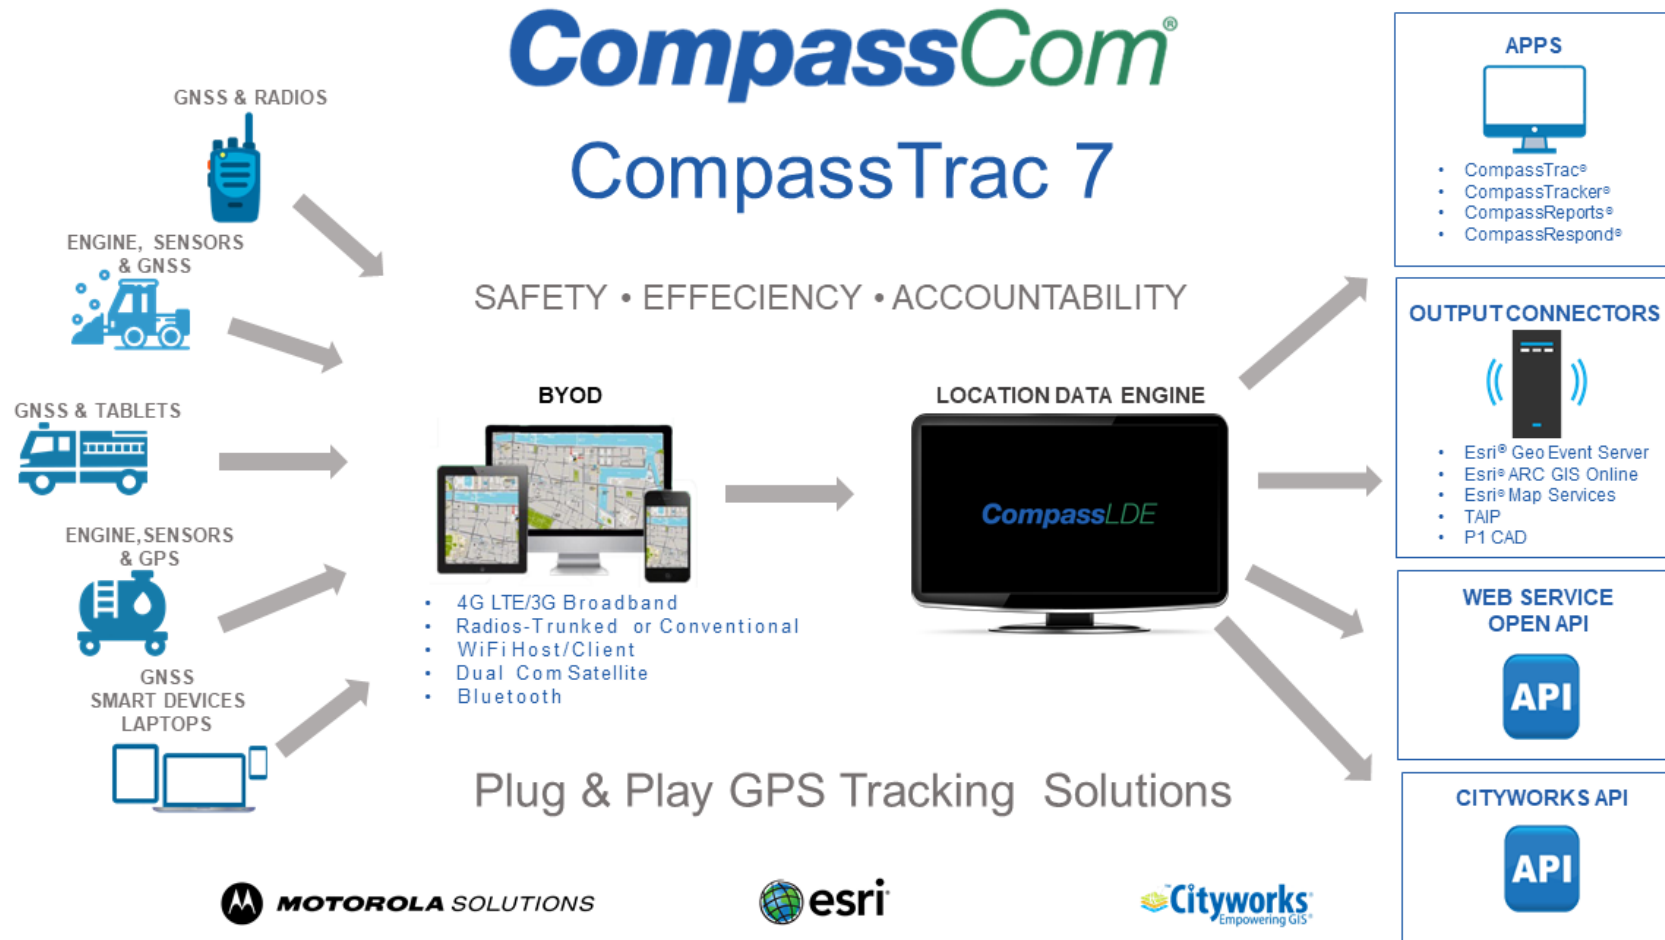 CompassCom®
CompassTrac 7
SAFETY • EFFECIENCY • ACCOUNTABILITY
GNSS & RADIOS
ENGINE, SENSORS
& GNSS
GNSS & TABLETS
ENGINE, SENSORS
& GPS
GNSS
SMART DEVICES
LAPTOPS
BYOD
• 4G LTE/3G Broadband
• Radios-Trunked or Conventional
• WiFi Host/Client
• Dual Com Satellite
• Bluetooth
LOCATION DATA ENGINE
CompassLDE
Plug & Play GPS Tracking Solutions
APPS
• CompassTrac®
• CompassTracker®
• CompassReports®
• CompassRespond®
OUTPUT CONNECTORS
• Esri® Geo Event Server
• Esri® ARC GIS Online
• Esri® Map Services
• TAIP
• P1 CAD
WEB SERVICE
OPEN API
API
CITYWORKS API
API
MOTOROLA SOLUTIONS
esri
Cityworks®
Empowering GIS®